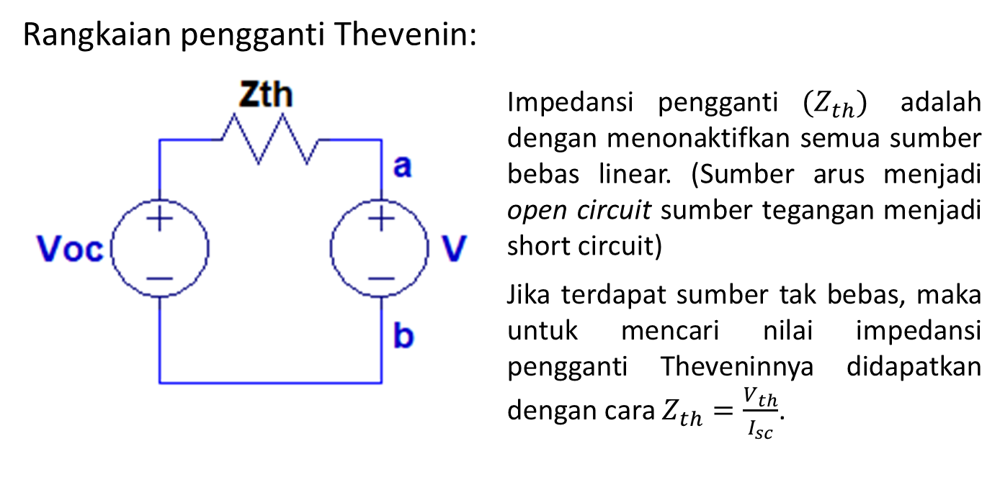 Rangkaian pengganti Thevenin:
Zth
a
Voc
V
b
Impedansi pengganti (Z_{th}) adalah
dengan menonaktifkan semua sumber
bebas linear. (Sumber arus menjadi
open circuit sumber tegangan menjadi
short circuit)
Jika terdapat sumber tak bebas, maka
untuk mencari nilai impedansi
pengganti Theveninnya didapatkan
dengan cara Z_{th} = \frac{V_{th}}{I_{sc}}.